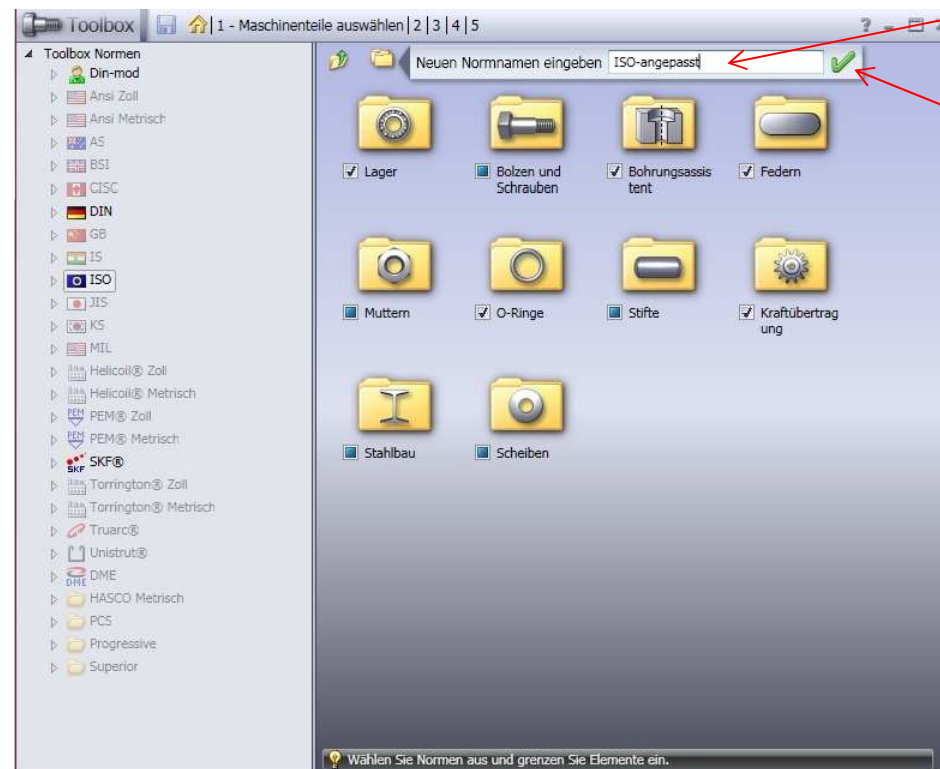 Toolbox
1 - Maschinenteile auswählen | 2 | 3 | 4 | 5
?
Toolbox Normen
Din-mod
Ansi Zoll
Ansi Metrisch
AS
BSI
CISC
DIN
GB
IS
ISO
JIS
KS
MIL
Helicoil® Zoll
Helicoil® Metrisch
PEM® Zoll
PEM® Metrisch
SKF®
Torrington® Zoll
Torrington® Metrisch
Truarc®
Unistrut®
DME
HASCO Metrisch
PCS
Progressive
Superior
Neuen Normnamen eingeben ISO-angepasst
Lager
Bolzen und
Schrauben
Bohrungsassis
tent
Federn
Muttern
O-Ringe
Stifte
Kraftübertrag
ung
Stahlbau
Scheiben
Wählen Sie Normen aus und grenzen Sie Elemente ein.